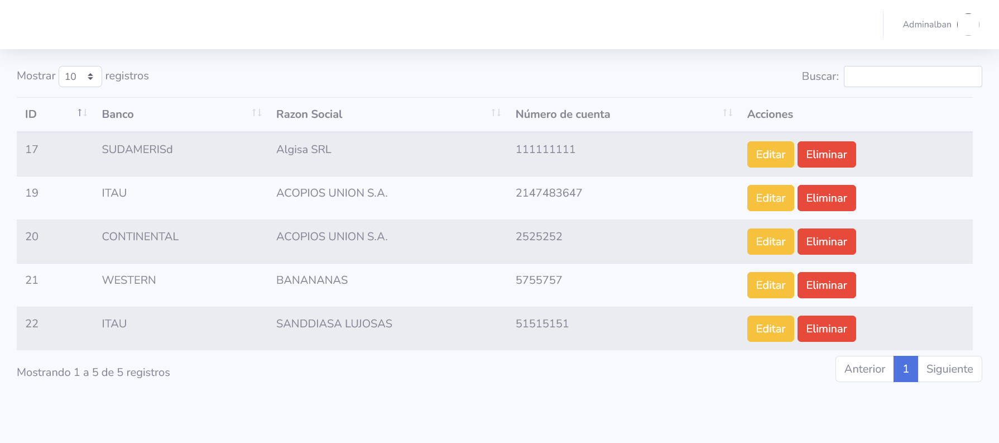 Adminalban
Mostrar 10 registros Buscar:
ID Banco Razon Social Número de cuenta Acciones
17 SUDAMERISd Algisa SRL 111111111 Editar Eliminar
19 ITAU ACOPIOS UNION S.A. 2147483647 Editar Eliminar
20 CONTINENTAL ACOPIOS UNION S.A. 2525252 Editar Eliminar
21 WESTERN BANANANAS 5755757 Editar Eliminar
22 ITAU SANDDIASA LUJOSAS 51515151 Editar Eliminar
Mostrando 1 a 5 de 5 registros Anterior 1 Siguiente